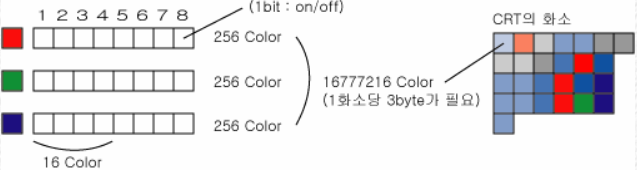 (1bit : on/off)
1 2 3 4 5 6 7 8
CRT의 화소
256 Color
256 Color
16777216 Color
(1화소당 3byte가 필요)
256 Color
16 Color